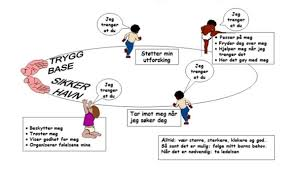 Jeg
trenger
at du
Jeg
trenger
at du
• Passer på meg
• Fryder deg over meg
• Hjelper meg når
jeg trenger det
• Har det gøy med meg
Støtter min
utforsking
TRYGG
BASE
SIKKER
HAVN
Jeg
trenger
at du
Jeg
trenger
at du
Tar imot meg når
jeg søker deg
• Beskytter meg
• Trøster meg
• Viser godhet for meg
• Organiserer følelsene mine
Alltid: vær større, sterkere, klokere og god.
Så sant det er mulig: følge mitt barns behov.
Når det er nødvendig: ta ledelsen